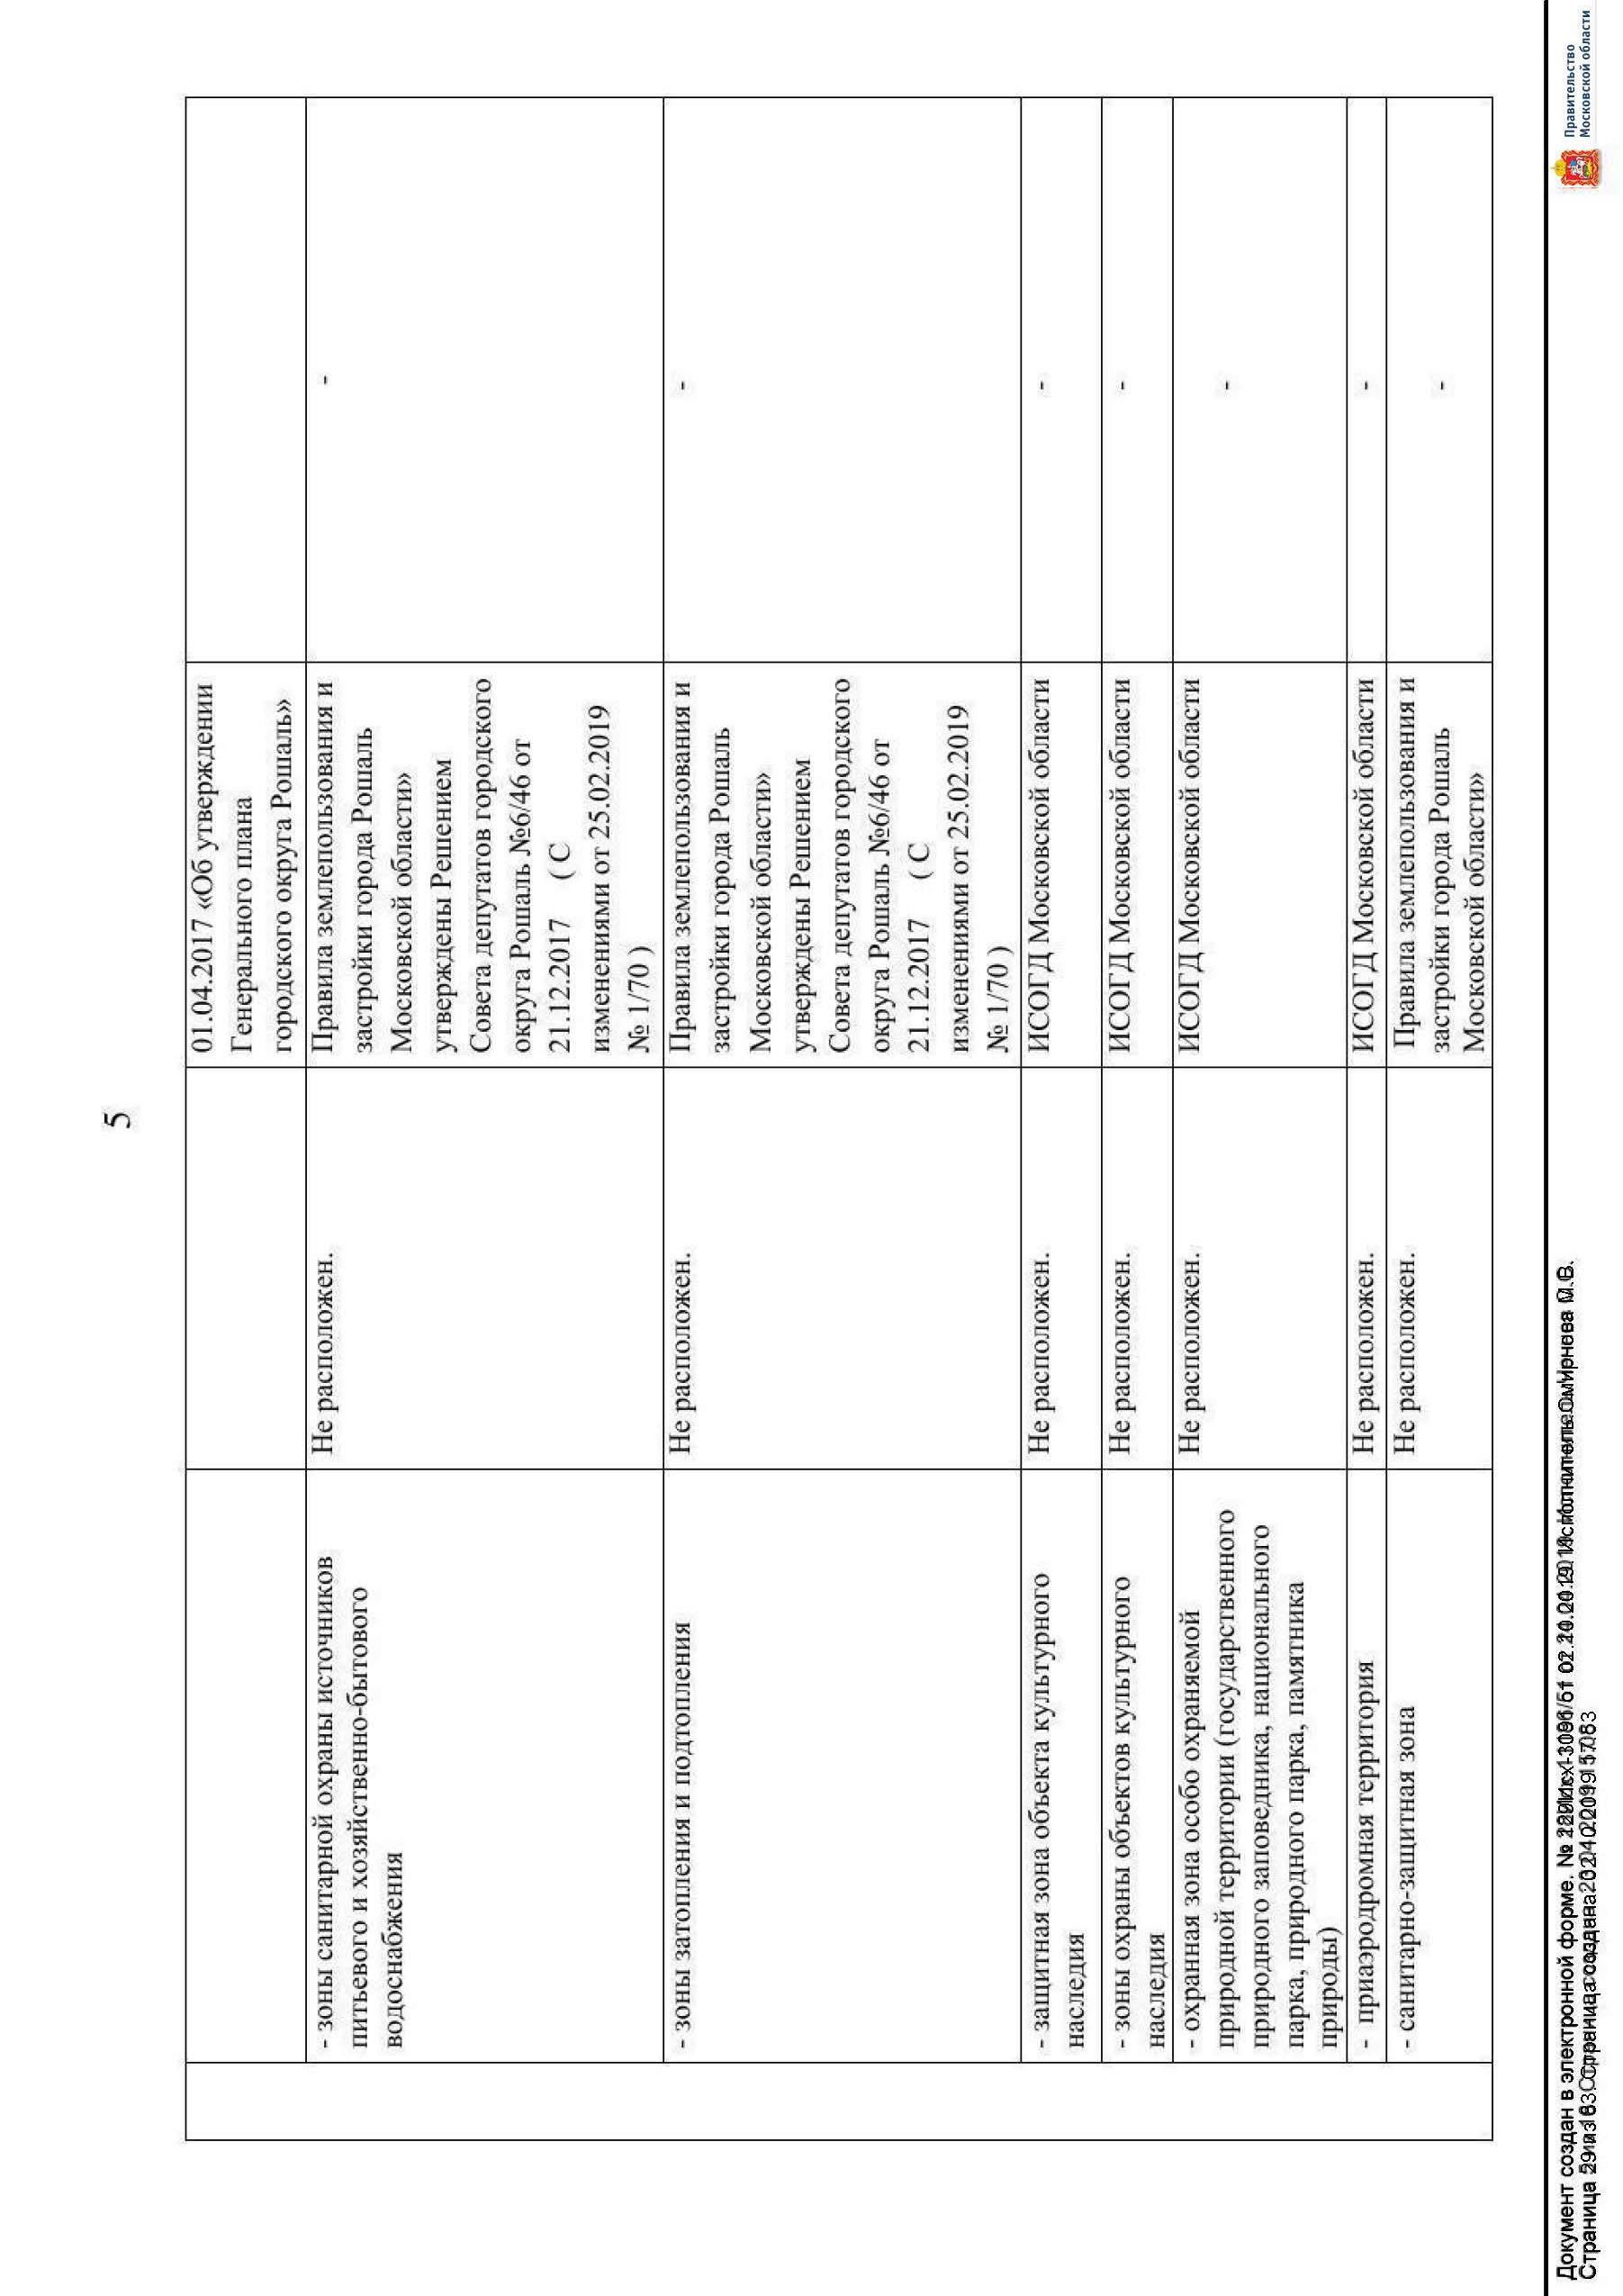 5
01.04.2017 «Об утверждении
Генерального плана
городского округа Рошаль»
- зоны санитарной охраны источников
питьевого и хозяйственно-бытового
водоснабжения
Не расположен.
Правила землепользования и
застройки города Рошаль
Московской области»
утверждены Решением
Совета депутатов городского
округа Рошаль №6/46 от
21.12.2017 ( С
изменениями от 25.02.2019
№ 1/70 )
-
- зоны затопления и подтопления
Не расположен.
Правила землепользования и
застройки города Рошаль
Московской области»
утверждены Решением
Совета депутатов городского
округа Рошаль №6/46 от
21.12.2017 ( С
изменениями от 25.02.2019
№ 1/70 )
-
- защитная зона объекта культурного
наследия
Не расположен.
ИСОГД Московской области
-
- зоны охраны объектов культурного
наследия
Не расположен.
ИСОГД Московской области
-
- охранная зона особо охраняемой
природной территории (государственного
природного заповедника, национального
парка, природного парка, памятника
природы)
Не расположен.
ИСОГД Московской области
-
- приаэродромная территория
Не расположен.
ИСОГД Московской области
-
- санитарно-защитная зона
Не расположен.
Правила землепользования и
застройки города Рошаль
Московской области»
-
Документ создан в электронной форме. №
Страница
Правительство
Московской области